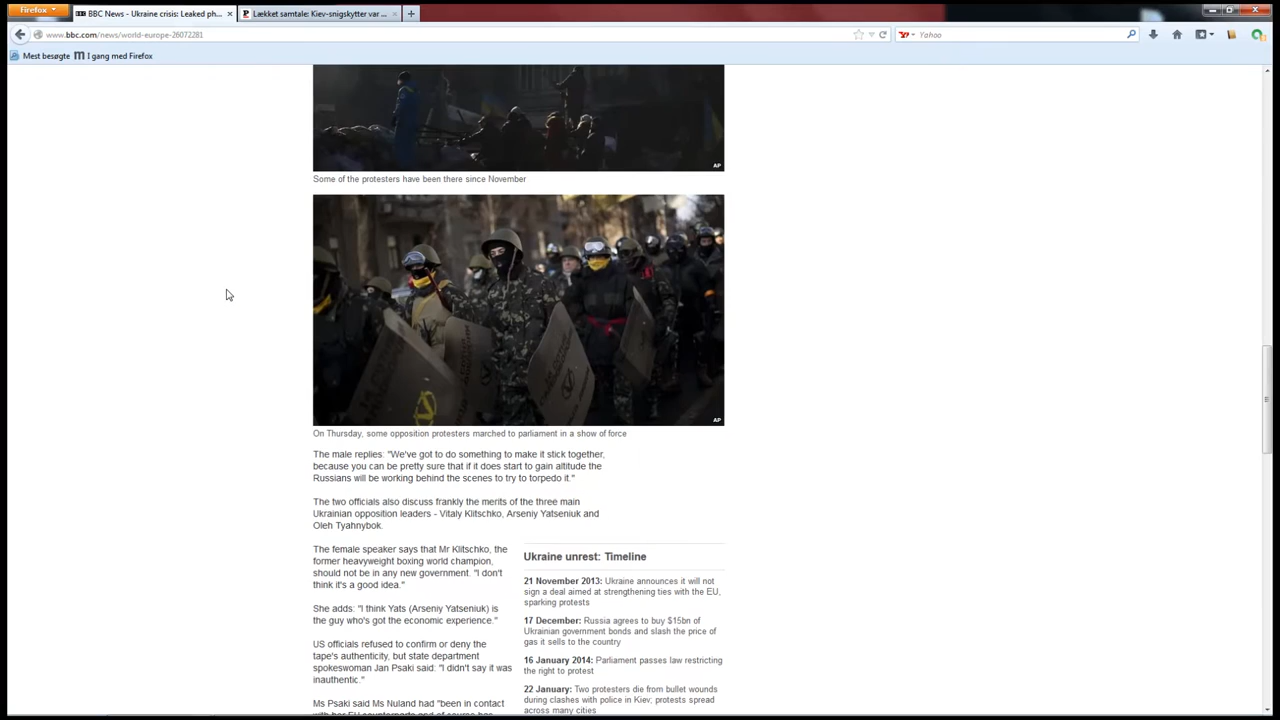 Firefox
BBC News - Ukraine crisis: Leaked ph...
Lækket samtale: Kiev-snigskytter var ...
www.bbc.com/news/world-europe-26072281
Yahoo
Mest besøgte
I gang med Firefox
AP
Some of the protesters have been there since November
AP
On Thursday, some opposition protesters marched to parliament in a show of force
The male replies: "We've got to do something to make it stick together,
because you can be pretty sure that if it does start to gain altitude the
Russians will be working behind the scenes to try to torpedo it."
The two officials also discuss frankly the merits of the three main
Ukrainian opposition leaders - Vitaly Klitschko, Arseniy Yatseniuk and
Oleh Tyahnybok.
The female speaker says that Mr Klitschko, the
former heavyweight boxing world champion,
should not be in any new government. "I don't
think it's a good idea."
She adds: "I think Yats (Arseniy Yatseniuk) is
the guy who's got the economic experience."
US officials refused to confirm or deny the
tape's authenticity, but state department
spokeswoman Jan Psaki said: "I didn't say it was
inauthentic."
Ms Psaki said Ms Nuland had "been in contact
with her EU counterparts and of course has
Ukraine unrest: Timeline
21 November 2013: Ukraine announces it will not
sign a deal aimed at strengthening ties with the EU,
sparking protests
17 December: Russia agrees to buy $15bn of
Ukrainian government bonds and slash the price of
gas it sells to the country
16 January 2014: Parliament passes law restricting
the right to protest
22 January: Two protesters die from bullet wounds
during clashes with police in Kiev; protests spread
across many cities